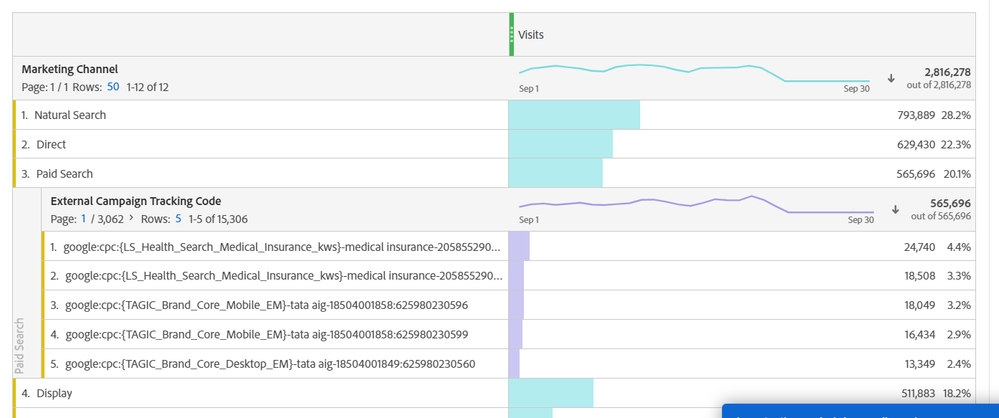 Visits
Marketing Channel
Page: 1 / 1 Rows: 50 1-12 of 12
Sep 1
Sep 30
2,816,278
out of 2,816,278
1. Natural Search 793,889 28.2%
2. Direct 629,430 22.3%
3. Paid Search 565,696 20.1%
Paid Search
External Campaign Tracking Code
Page: 1 / 3,062 > Rows: 5 1-5 of 15,306
Sep 1
Sep 30
565,696
out of 565,696
1. google:cpc:{LS_Health_Search_Medical_Insurance_kws}-medical insurance-205855290... 24,740 4.4%
2. google:cpc:{LS_Health_Search_Medical_Insurance_kws}-medical insurance-205855290... 18,508 3.3%
3. google:cpc:{TAGIC_Brand_Core_Mobile_EM}-tata aig-18504001858:625980230596 18,049 3.2%
4. google:cpc:{TAGIC_Brand_Core_Mobile_EM}-tata aig-18504001858:625980230599 16,434 2.9%
5. google:cpc:{TAGIC_Brand_Core_Desktop_EM}-tata aig-18504001849:625980230560 13,349 2.4%
4. Display 511,883 18.2%